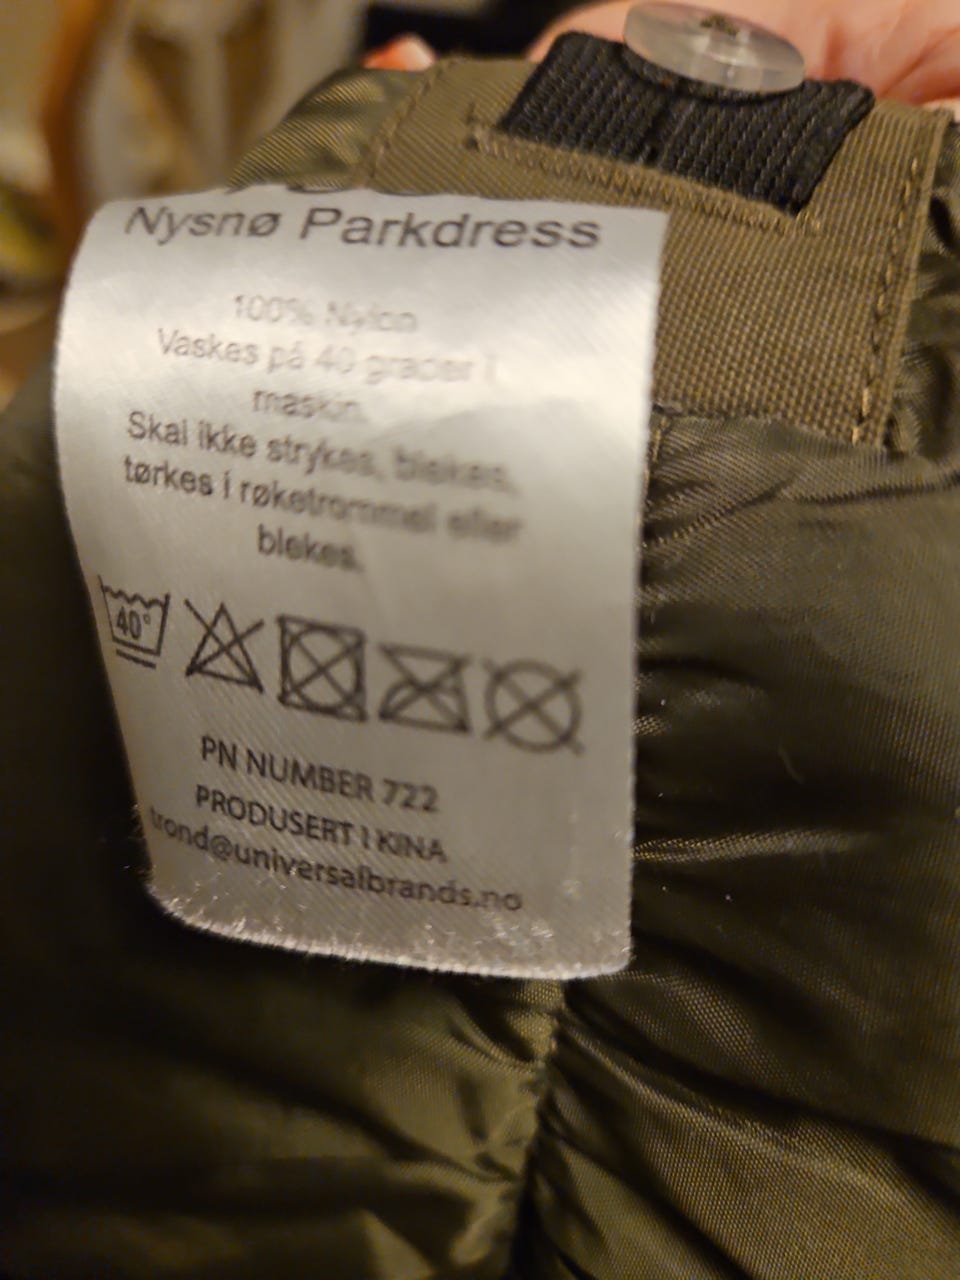 Nysnø Parkdress
100% Nylon
Vaskes på 40 grader i
maskin.
Skal ikke strykes, blekes,
tørkes i røketrommel eller
blekes.
40°
PN NUMBER 722
PRODUSERT I KINA
trond@universalbrands.no